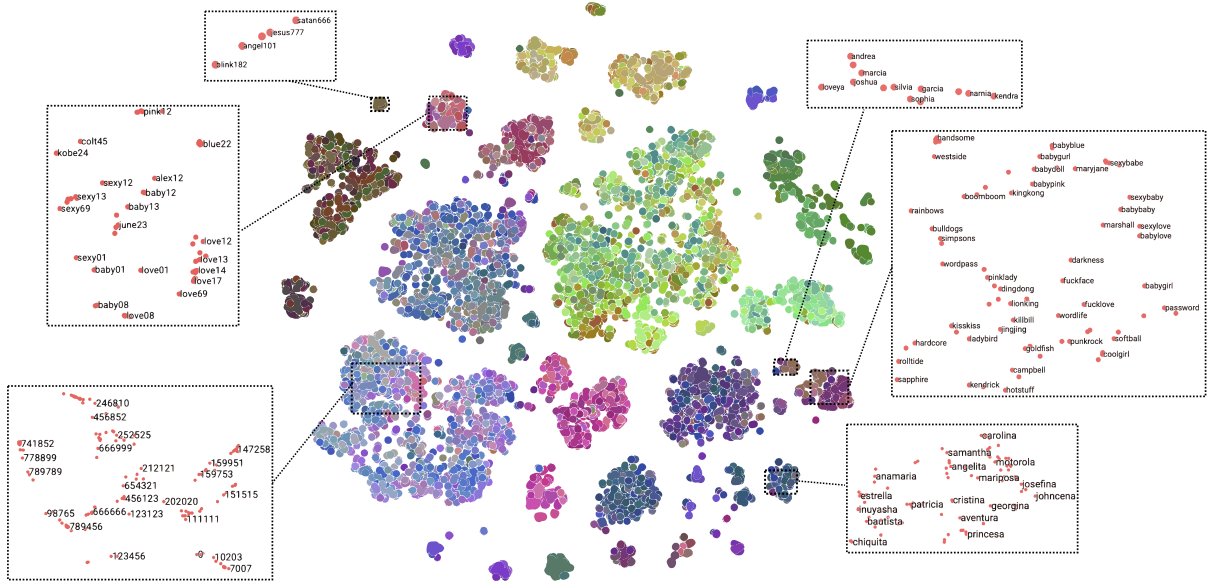 satan666
jesus777
angel101
blink182
pink12
colt45
kobe24
blue22
sexy12
alex12
sexy13
baby12
sexy69
baby13
june23
love12
sexy01
love13
baby01
love01
love14
love17
love69
baby08
love08
andrea
marcia
joshua
loveya
silvia
garcia
sophia
narnia
kendra
handsome
westside
babyblue
babygurl
babydoll
maryjane
sexybabe
babypink
boomboom
kingkong
sexybaby
rainbows
babybaby
bulldogs
simpsons
marshall
sexylove
babylove
wordpass
darkness
pinklady
fuckface
dingdong
babygirl
lionking
fucklove
password
killbill
wordlife
kisskiss
jingjing
ladybird
hardcore
goldfish
punkrock
softball
coolgirl
rolltide
campbell
sapphire
kendrick
hotstuff
246810
456852
252525
741852
666999
147258
778899
789789
212121
159951
159753
654321
456123
202020
151515
98765
666666
123123
111111
789456
123456
0
10203
7007
carolina
samantha
angelita
motorola
anamaria
mariposa
josefina
estrella
cristina
johncena
inuyasha
patricia
georgina
bautista
aventura
princesa
chiquita